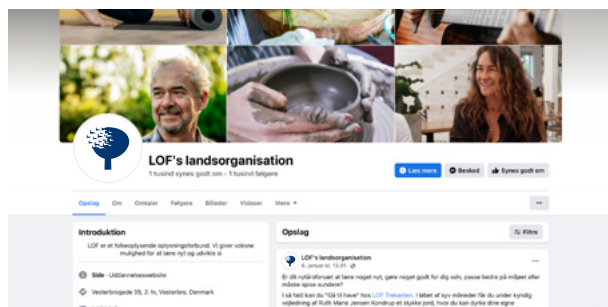 LOF's landsorganisation
1 tusind synes godt om • 1 tusind følgere
Læs mere
Besked
Synes godt om
Opslag
Om
Omtaler
Følgere
Billeder
Videoer
Mere
Introduktion
LOF er et folkeoplysende oplysningsforbund. Vi giver voksne
mulighed for at lære nyt og udvikle si
Side · Uddannelseswebsite
Vesterbrogade 35, 2. tv, Vesterbro, Denmark
Opslag
Filtre
LOF's landsorganisation
6. januar kl. 12.01
Er dit nytårsforsæt at lære noget nyt, gøre noget godt for dig selv, passe bedre på miljøet eller
måske spise sundere?
I så fald kan du "Gå til have" hos LOF Trekanten. I løbet af syv måneder får du under kyndig
vejledning af Ruth Marie Jensen Kondrup et stykke jord, hvor du kan dyrke dine egne